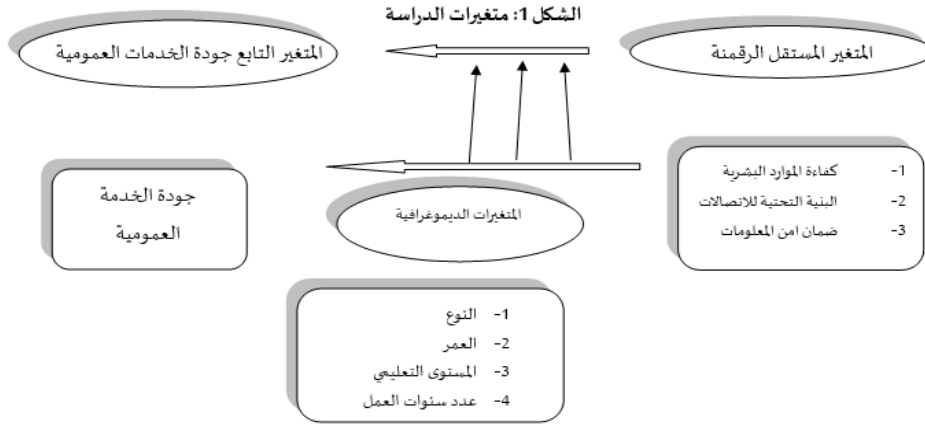 الشكل 1: متغيرات الدراسة
المتغير المستقل الرقمنة
المتغير التابع جودة الخدمات العمومية
1- كفاءة الموارد البشرية
2- البنية التحتية للاتصالات
3- ضمان امن المعلومات
جودة الخدمة
العمومية
المتغيرات الديموغرافية
1- النوع
2- العمر
3- المستوى التعليمي
4- عدد سنوات العمل